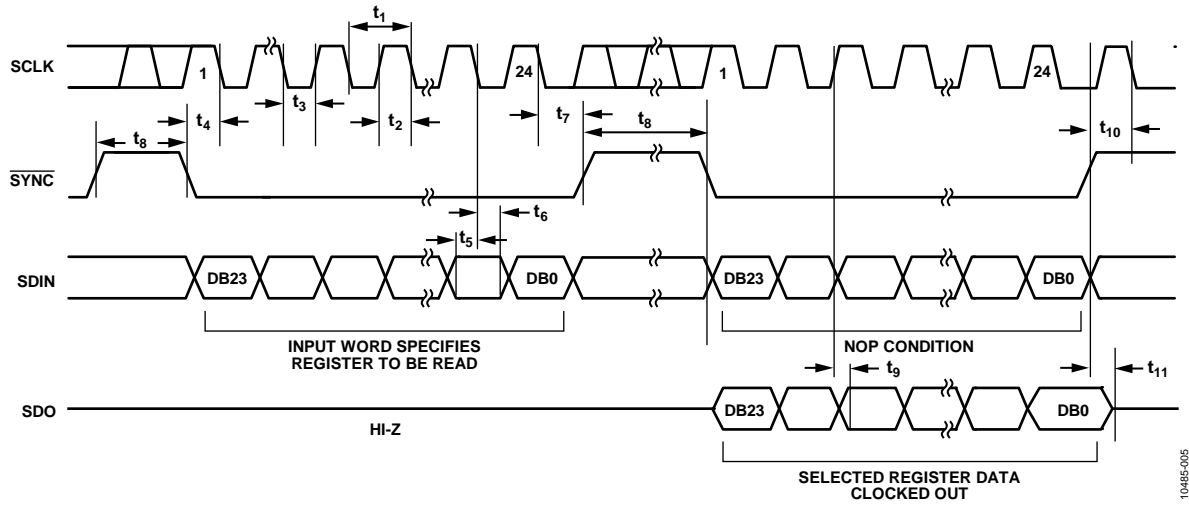 t1
SCLK
1
24
1
24
t4
t3
t2
t7
t8
t10
t8
SYNC
t6
t5
SDIN
DB23
DB0
DB23
DB0
INPUT WORD SPECIFIES
REGISTER TO BE READ
NOP CONDITION
t9
t11
SDO
DB23
DB0
HI-Z
SELECTED REGISTER DATA
CLOCKED OUT
10485-005